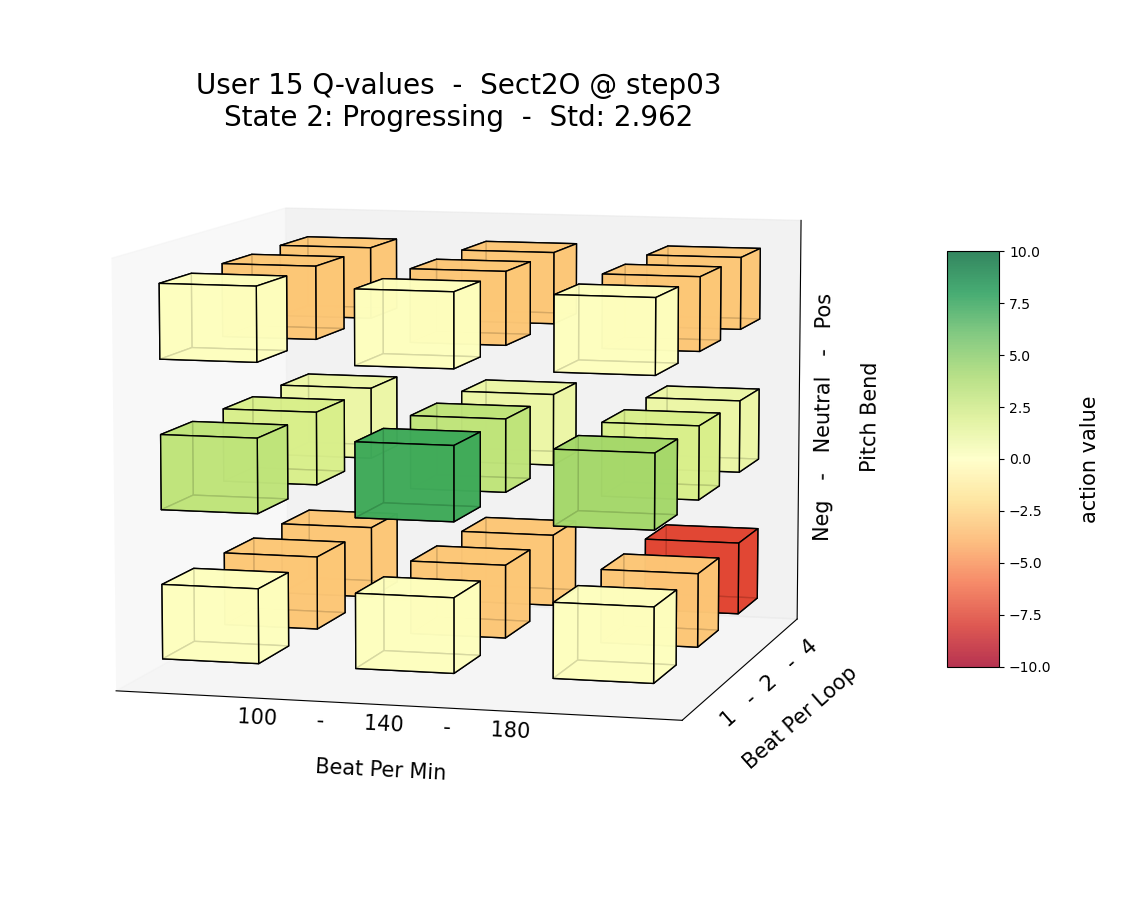 User 15 Q-values - Sect2O @ step03
State 2: Progressing - Std: 2.962
Neg - Neutral - Pos
Pitch Bend
1 - 2 - 4
Beat Per Loop
100 - 140 - 180
Beat Per Min
10.0
7.5
5.0
2.5
0.0
−2.5
−5.0
−7.5
−10.0
action value